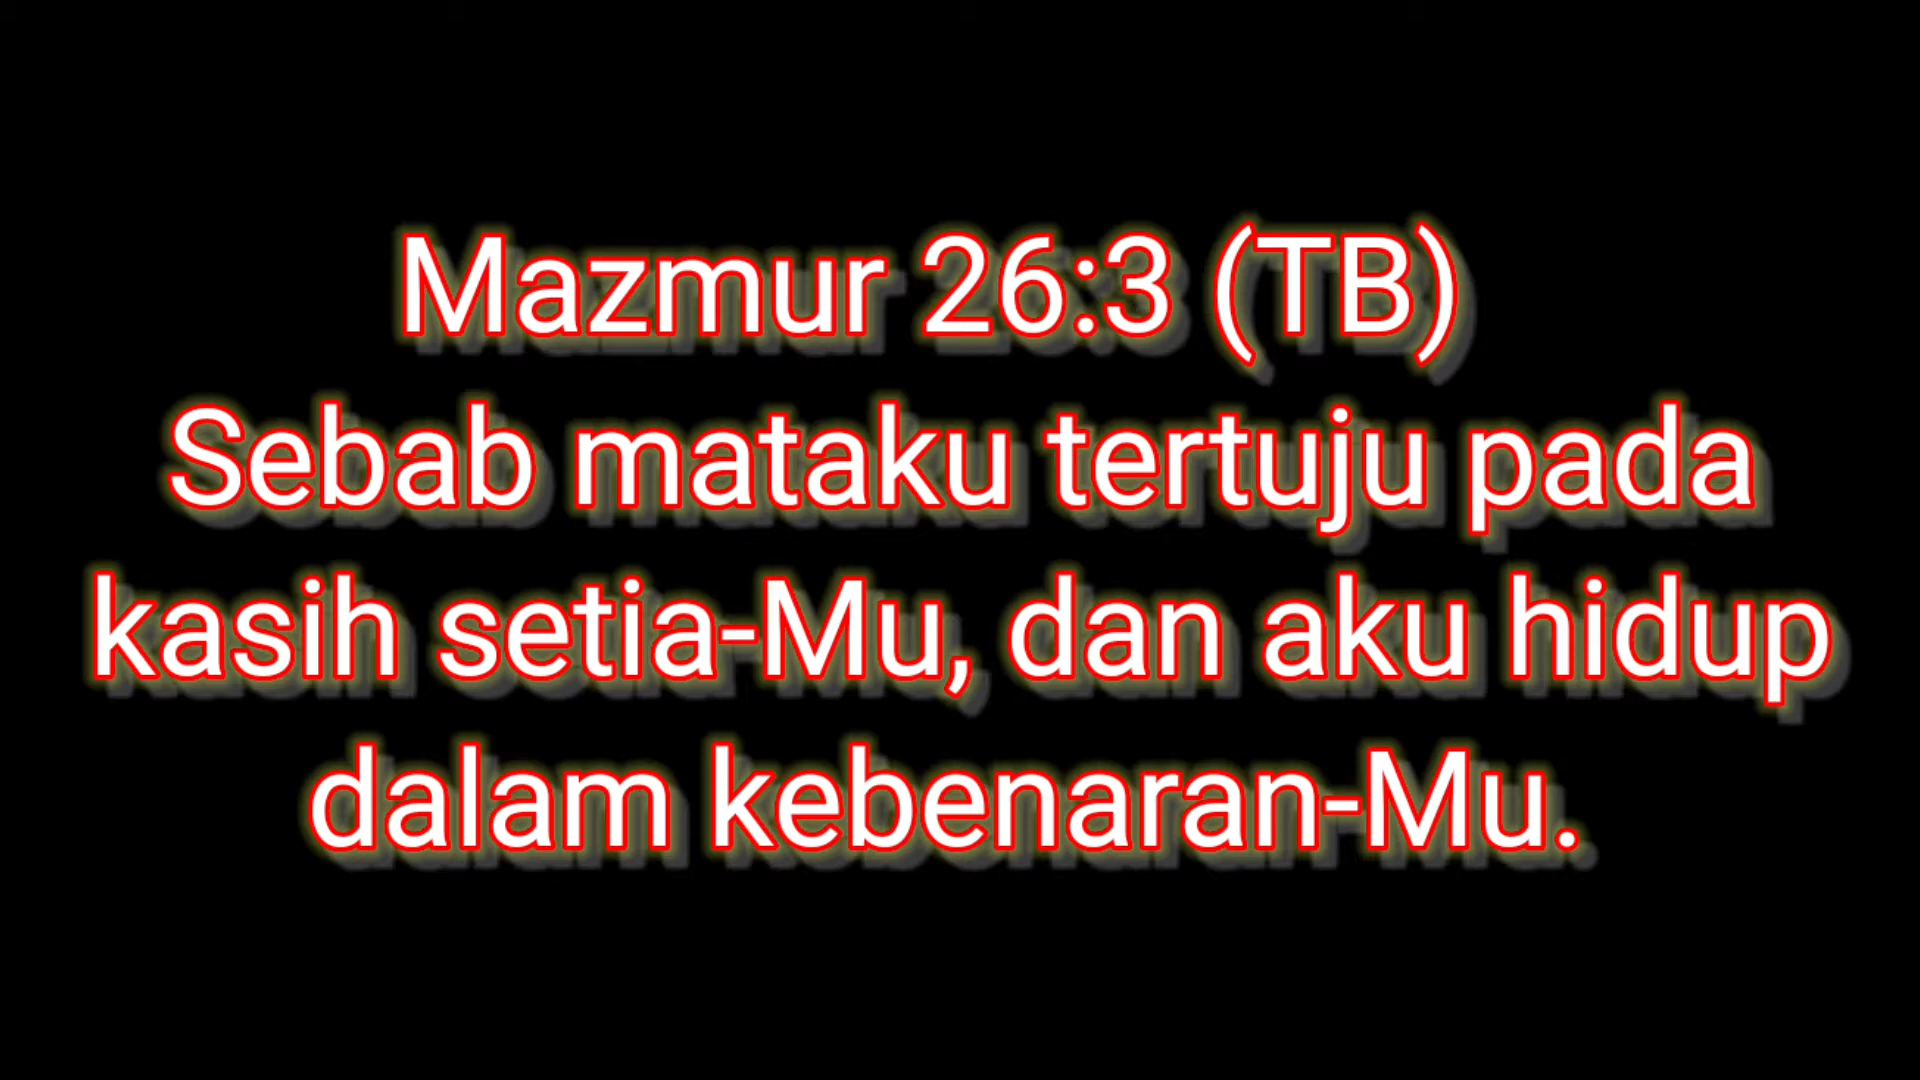 Mazmur 26:3 (TB)
Sebab mataku tertuju pada
kasih setia-Mu, dan aku hidup
dalam kebenaran-Mu.